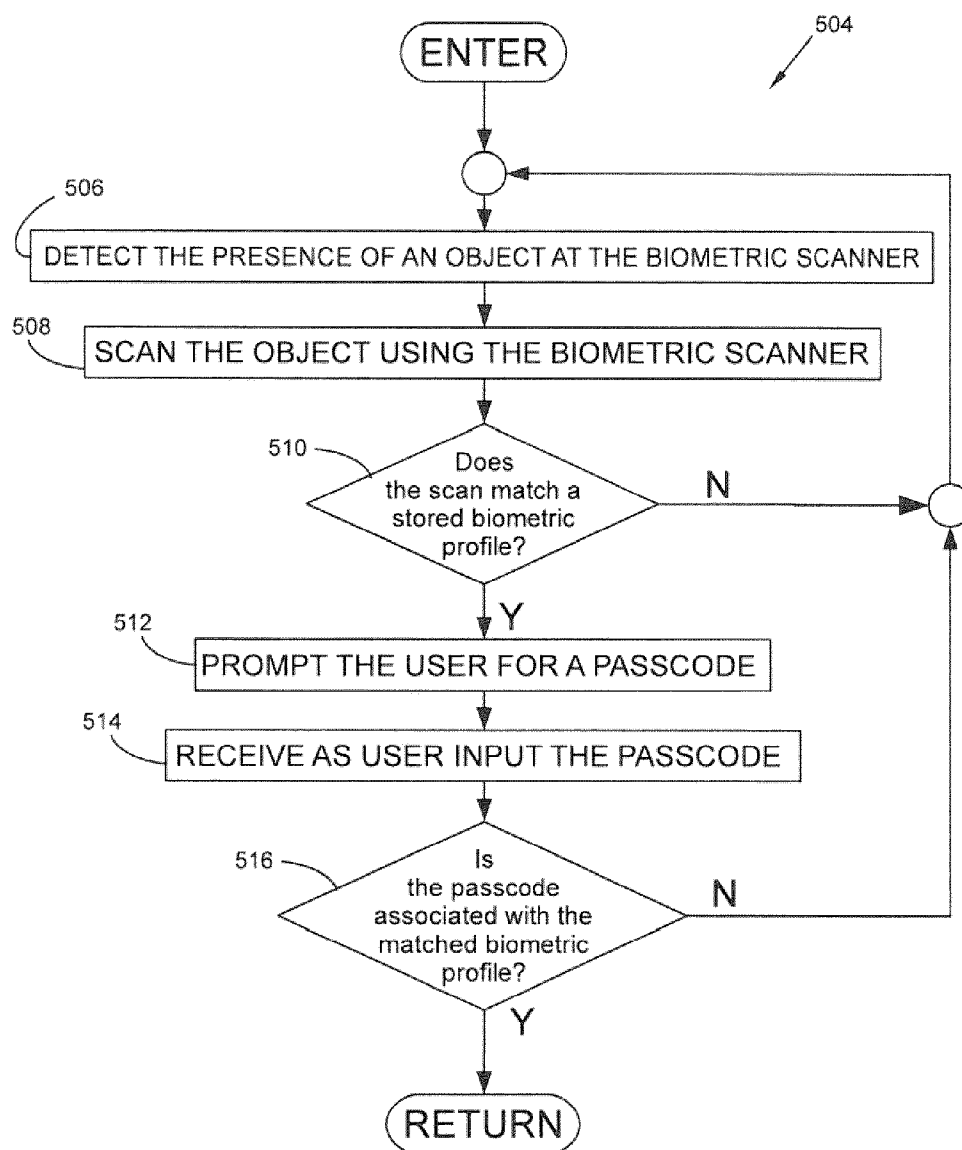 504
ENTER
506
DETECT THE PRESENCE OF AN OBJECT AT THE BIOMETRIC SCANNER
508
SCAN THE OBJECT USING THE BIOMETRIC SCANNER
510
Does
the scan match a
stored biometric
profile?
N
Y
512
PROMPT THE USER FOR A PASSCODE
514
RECEIVE AS USER INPUT THE PASSCODE
516
Is
the passcode
associated with the
matched biometric
profile?
N
Y
RETURN